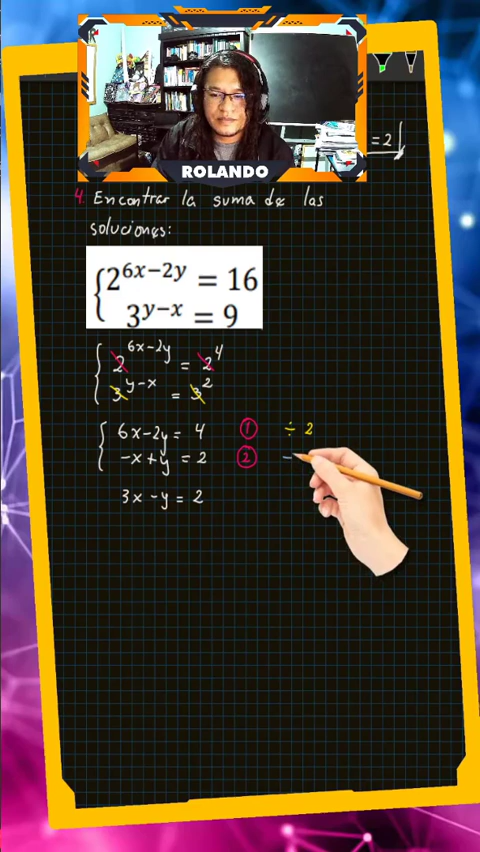 ROLANDO
= 2
4. Encontrar la suma de las
soluciones:
{2^{6x−2y} = 16
3^{y−x} = 9
{2^{6x-2y} = 2^4
3^{y-x} = 3^2
{6x-2y = 4 ① ÷ 2
-x+y = 2 ② -
3x-y = 2